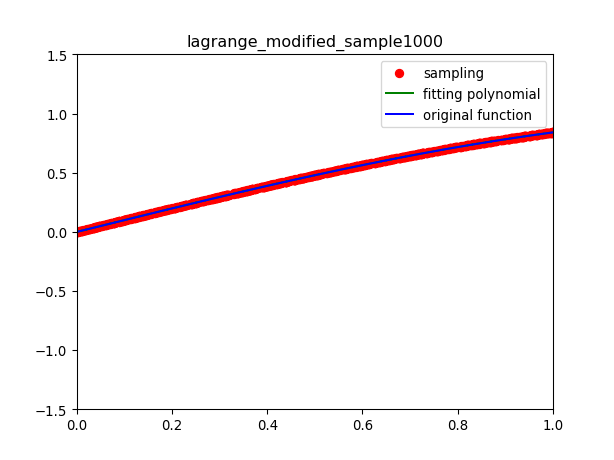 lagrange_modified_sample1000
sampling
fitting polynomial
original function
1.5
1.0
0.5
0.0
−0.5
−1.0
−1.5
0.0 0.2 0.4 0.6 0.8 1.0